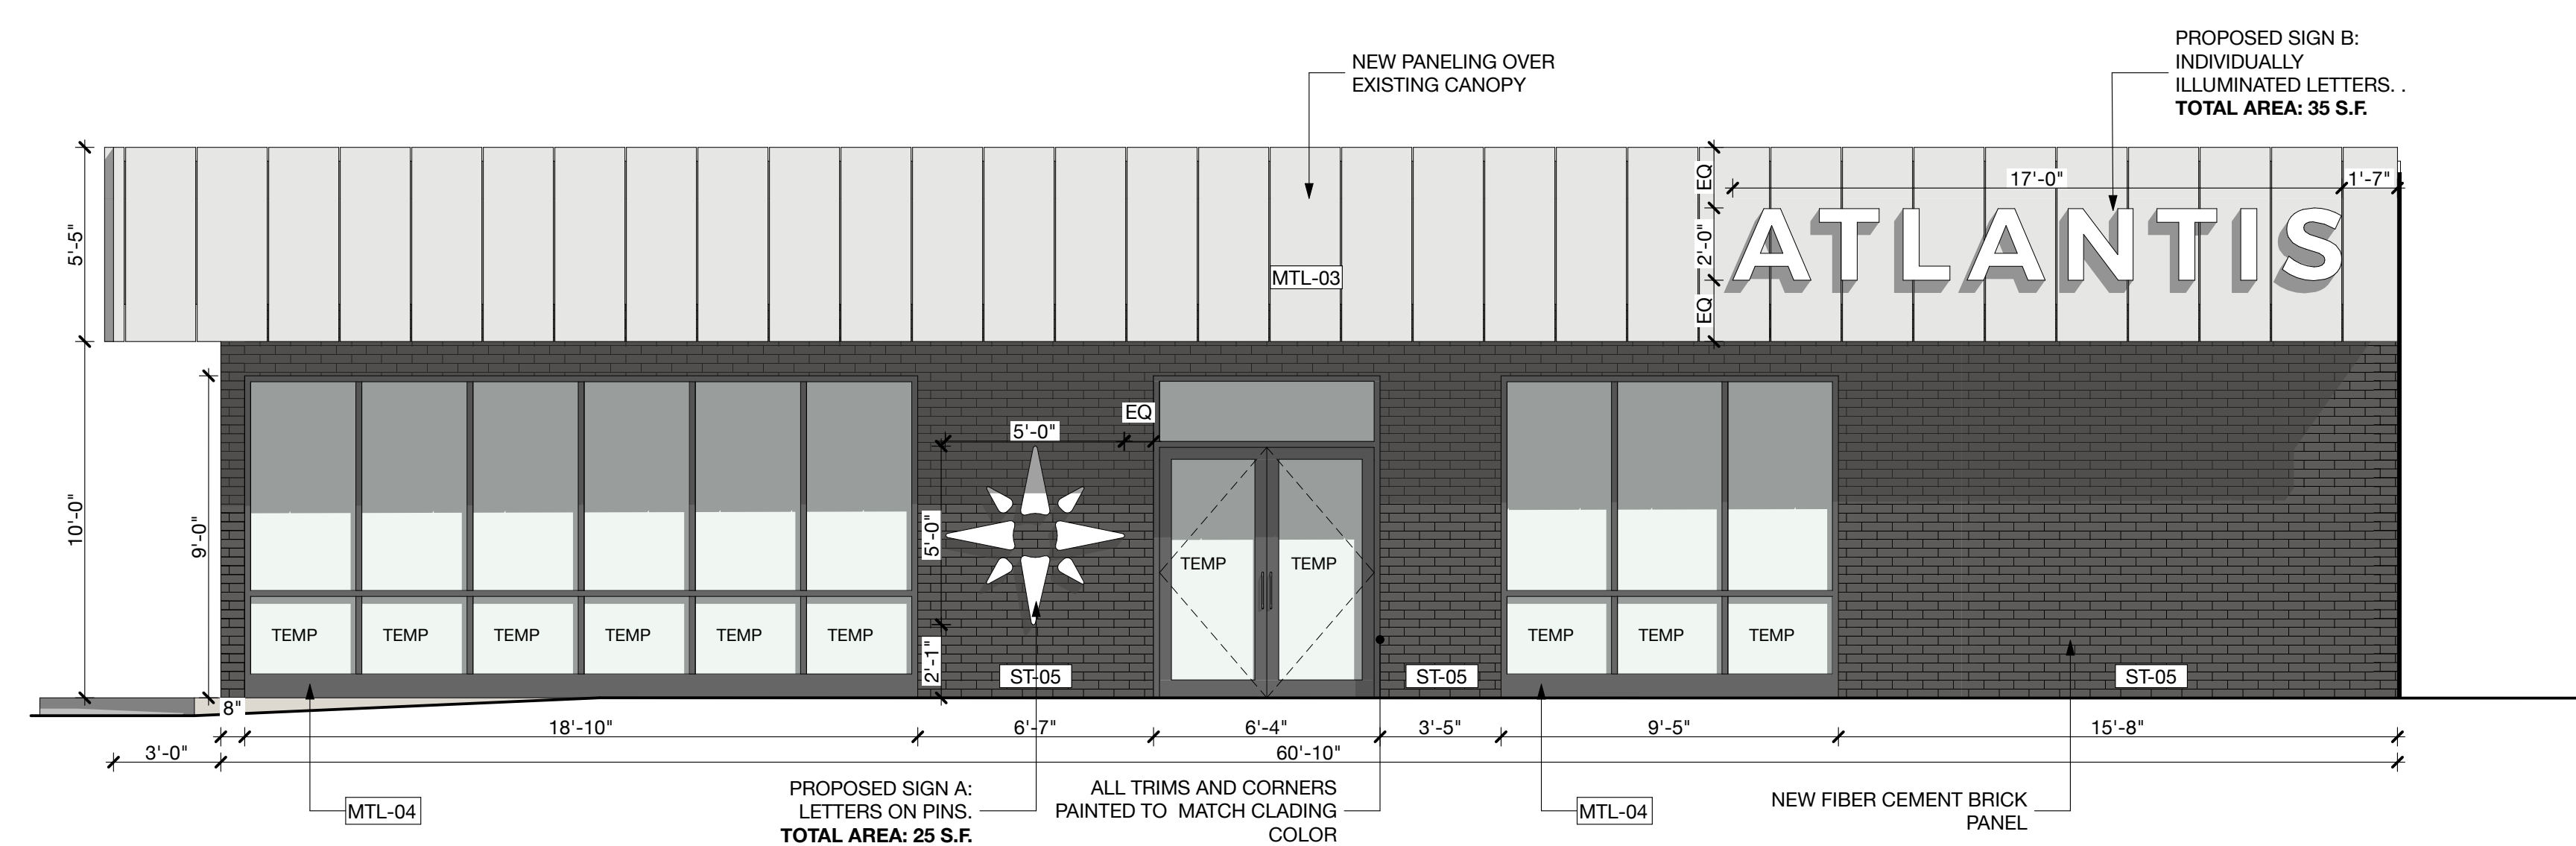 PROPOSED SIGN B:
INDIVIDUALLY
ILLUMINATED LETTERS. .
TOTAL AREA: 35 S.F.
NEW PANELING OVER
EXISTING CANOPY
EQ
17'-0"
1'-7"
5'-5"
2'-0"
ATLANTIS
MTL-03
EQ
EQ
5'-0"
10'-0"
9'-0"
5'-0"
TEMP
TEMP
TEMP
TEMP
TEMP
TEMP
TEMP
TEMP
TEMP
TEMP
TEMP
2'-1"
ST-05
ST-05
ST-05
8"
18'-10"
6'-7"
6'-4"
3'-5"
9'-5"
15'-8"
3'-0"
60'-10"
MTL-04
PROPOSED SIGN A:
LETTERS ON PINS.
TOTAL AREA: 25 S.F.
ALL TRIMS AND CORNERS
PAINTED TO  MATCH CLADING
COLOR
MTL-04
NEW FIBER CEMENT BRICK
PANEL